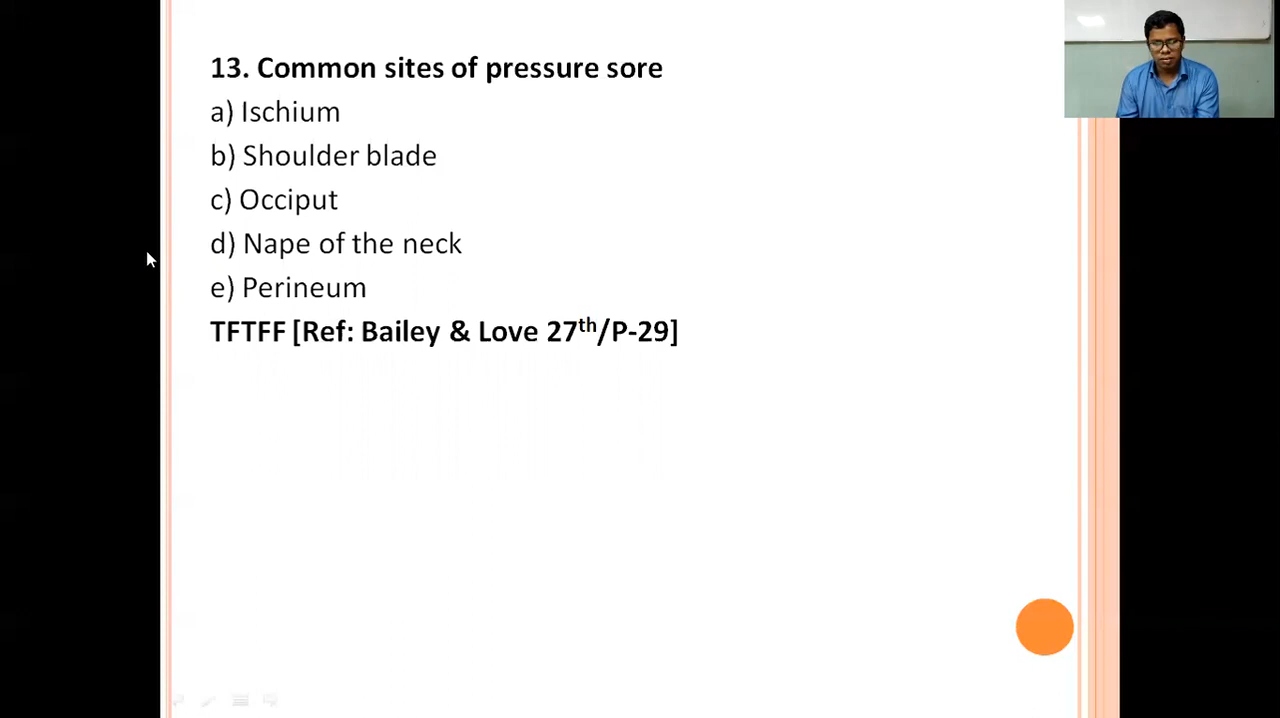 13. Common sites of pressure sore
a) Ischium
b) Shoulder blade
c) Occiput
d) Nape of the neck
e) Perineum
TFTFF [Ref: Bailey & Love 27th/P-29]